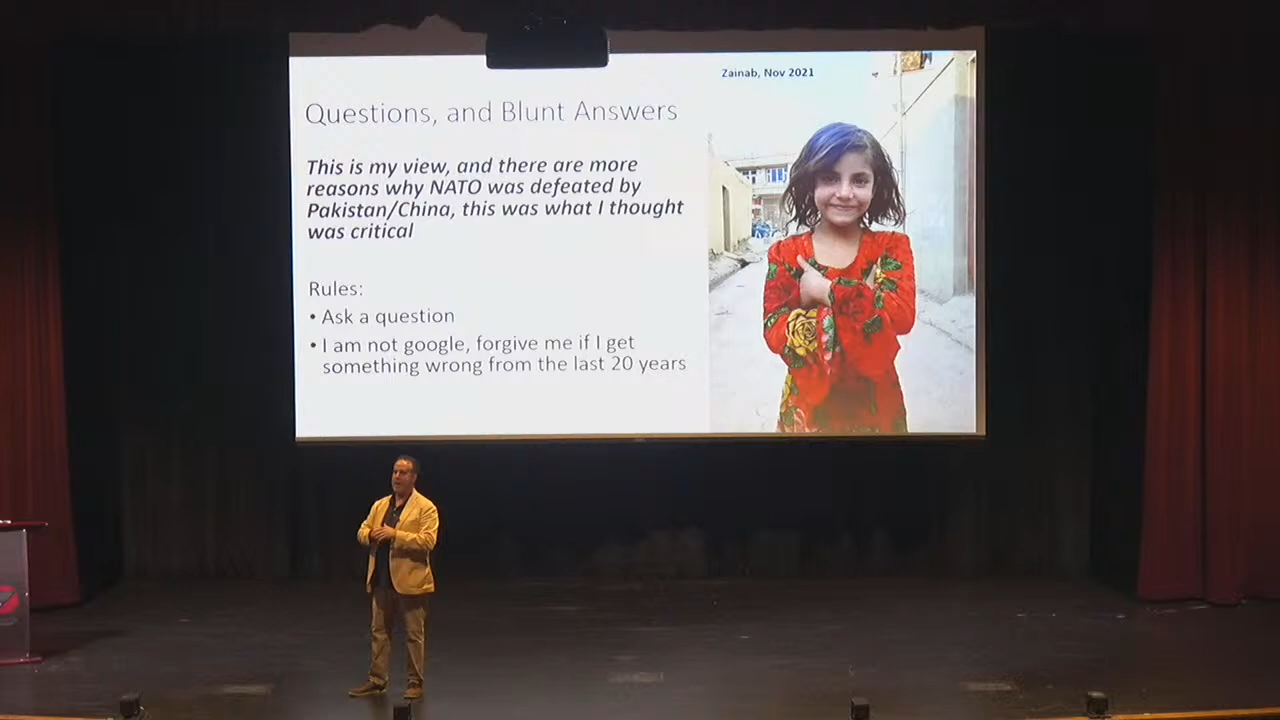 Zainab, Nov 2021
Questions, and Blunt Answers
This is my view, and there are more
reasons why NATO was defeated by
Pakistan/China, this was what I thought
was critical
Rules:
• Ask a question
• I am not google, forgive me if I get
something wrong from the last 20 years